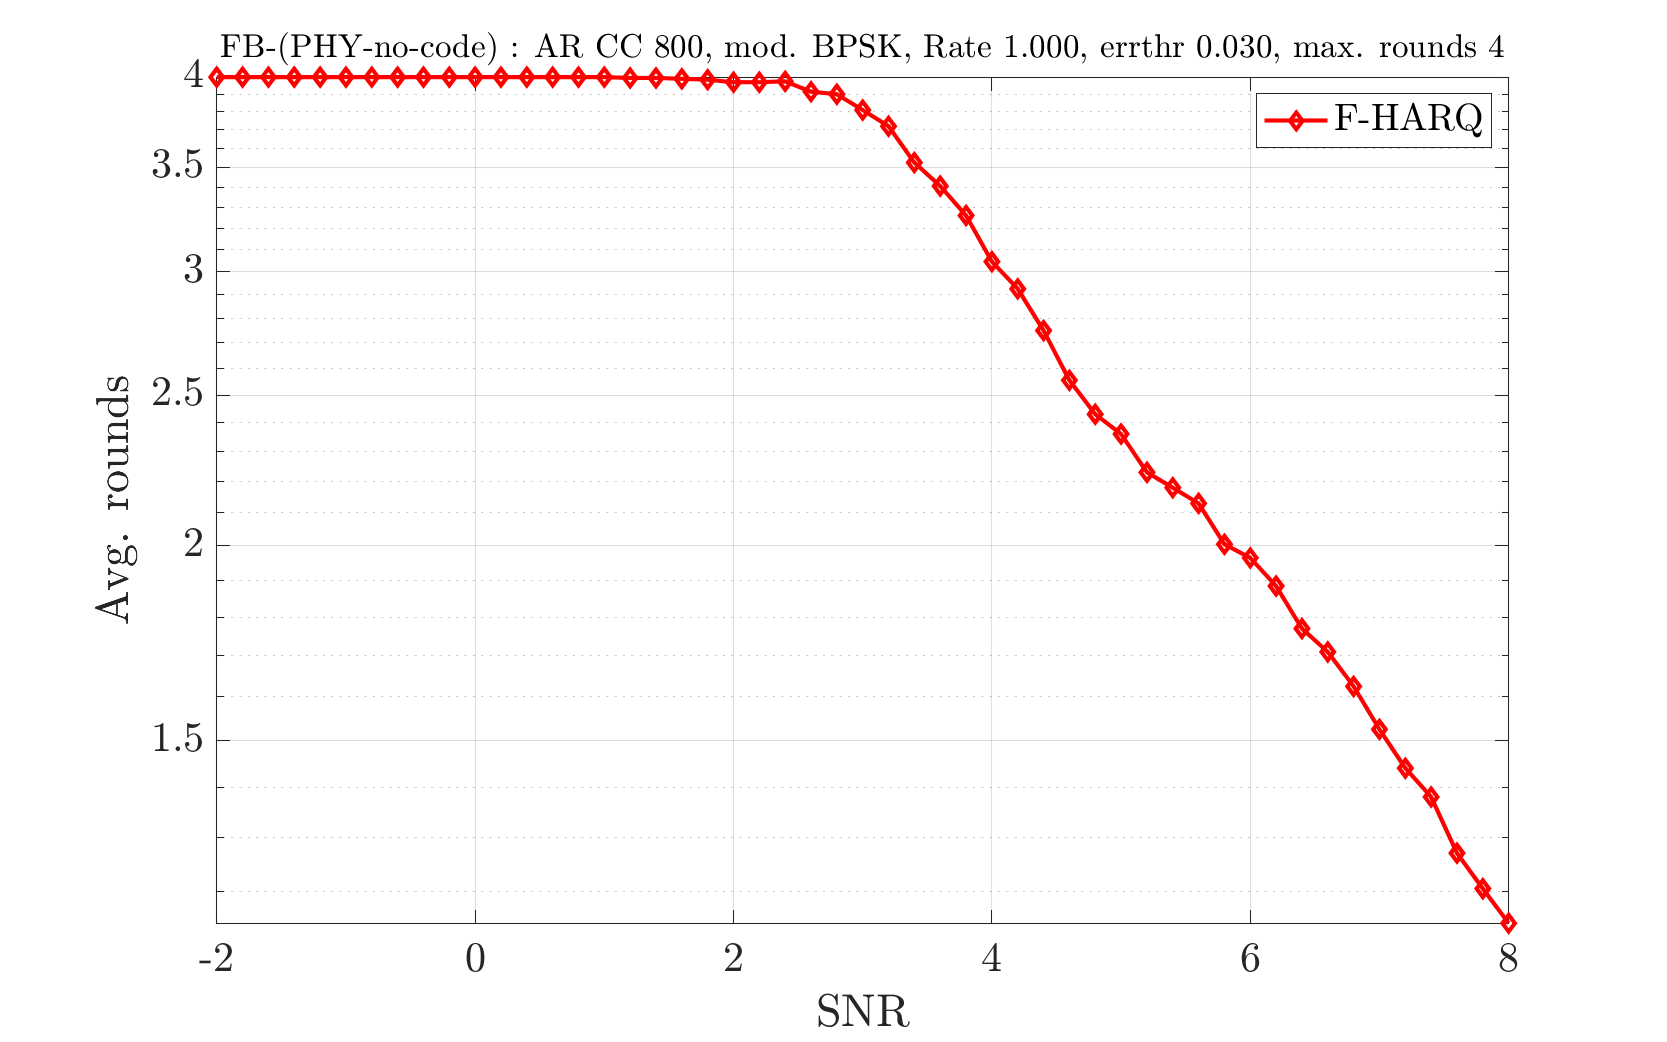 FB-(PHY-no-code) : AR CC 800, mod. BPSK, Rate 1.000, errthr 0.030, max. rounds 4
F-HARQ
4
3.5
3
2.5
2
1.5
Avg. rounds
-2 0 2 4 6 8
SNR